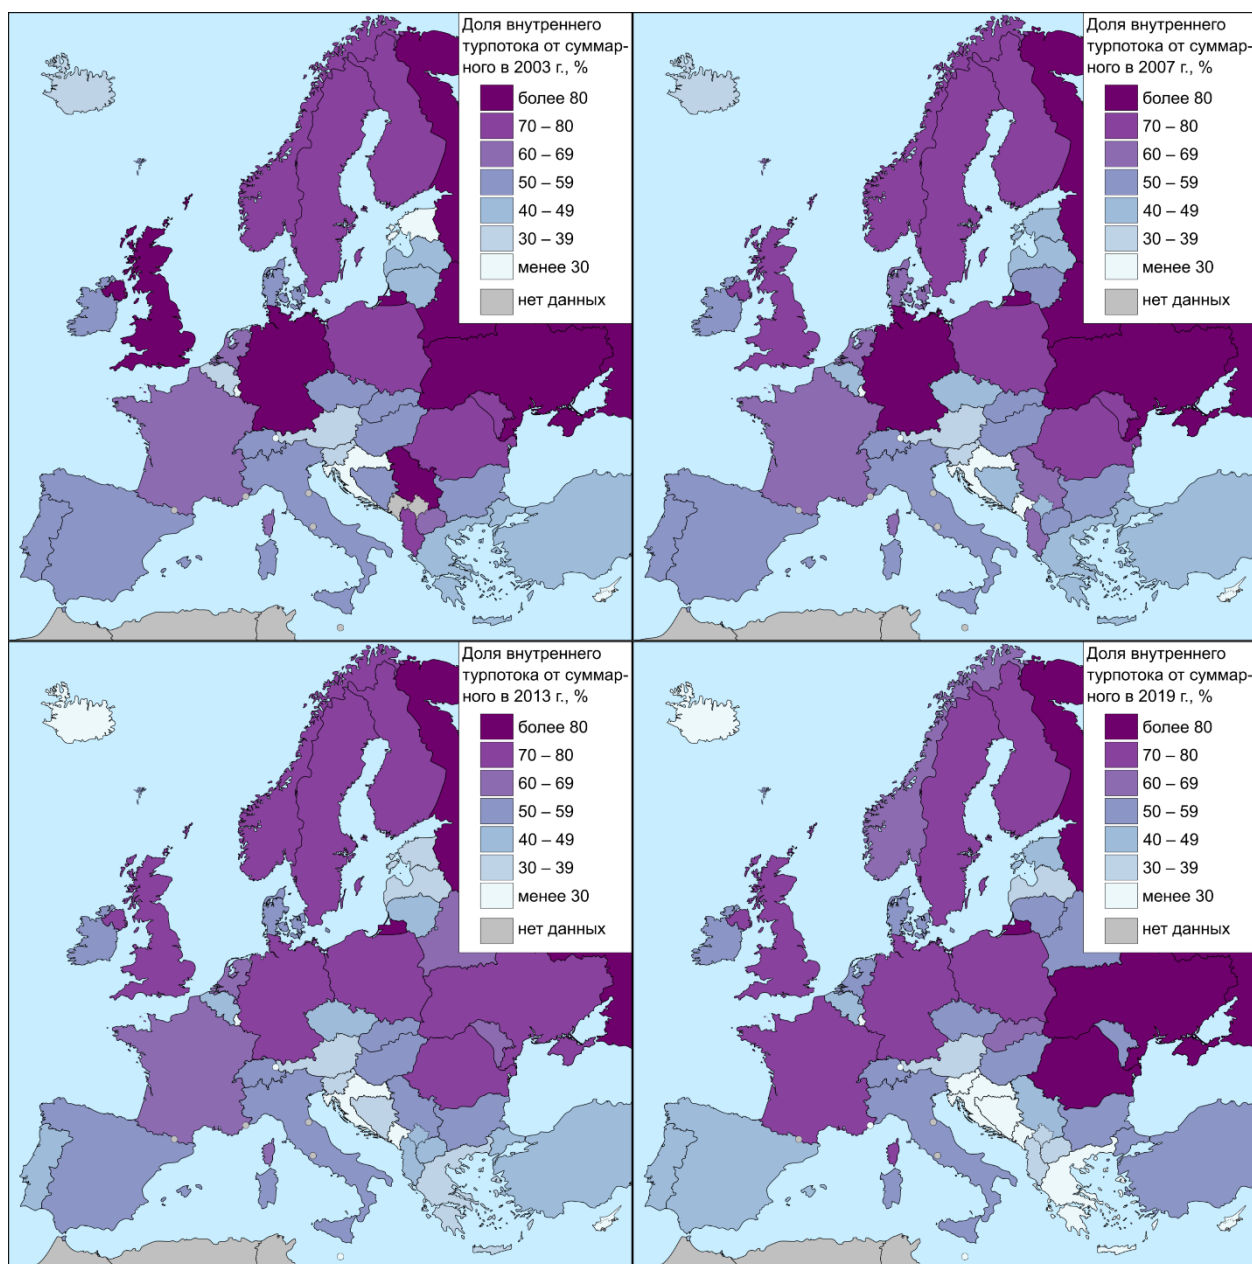 Доля внутреннего
турпотока от суммар-
ного в 2003 г., %
более 80
70 – 80
60 – 69
50 – 59
40 – 49
30 – 39
менее 30
нет данных
Доля внутреннего
турпотока от суммар-
ного в 2007 г., %
более 80
70 – 80
60 – 69
50 – 59
40 – 49
30 – 39
менее 30
нет данных
Доля внутреннего
турпотока от суммар-
ного в 2013 г., %
более 80
70 – 80
60 – 69
50 – 59
40 – 49
30 – 39
менее 30
нет данных
Доля внутреннего
турпотока от суммар-
ного в 2019 г., %
более 80
70 – 80
60 – 69
50 – 59
40 – 49
30 – 39
менее 30
нет данных